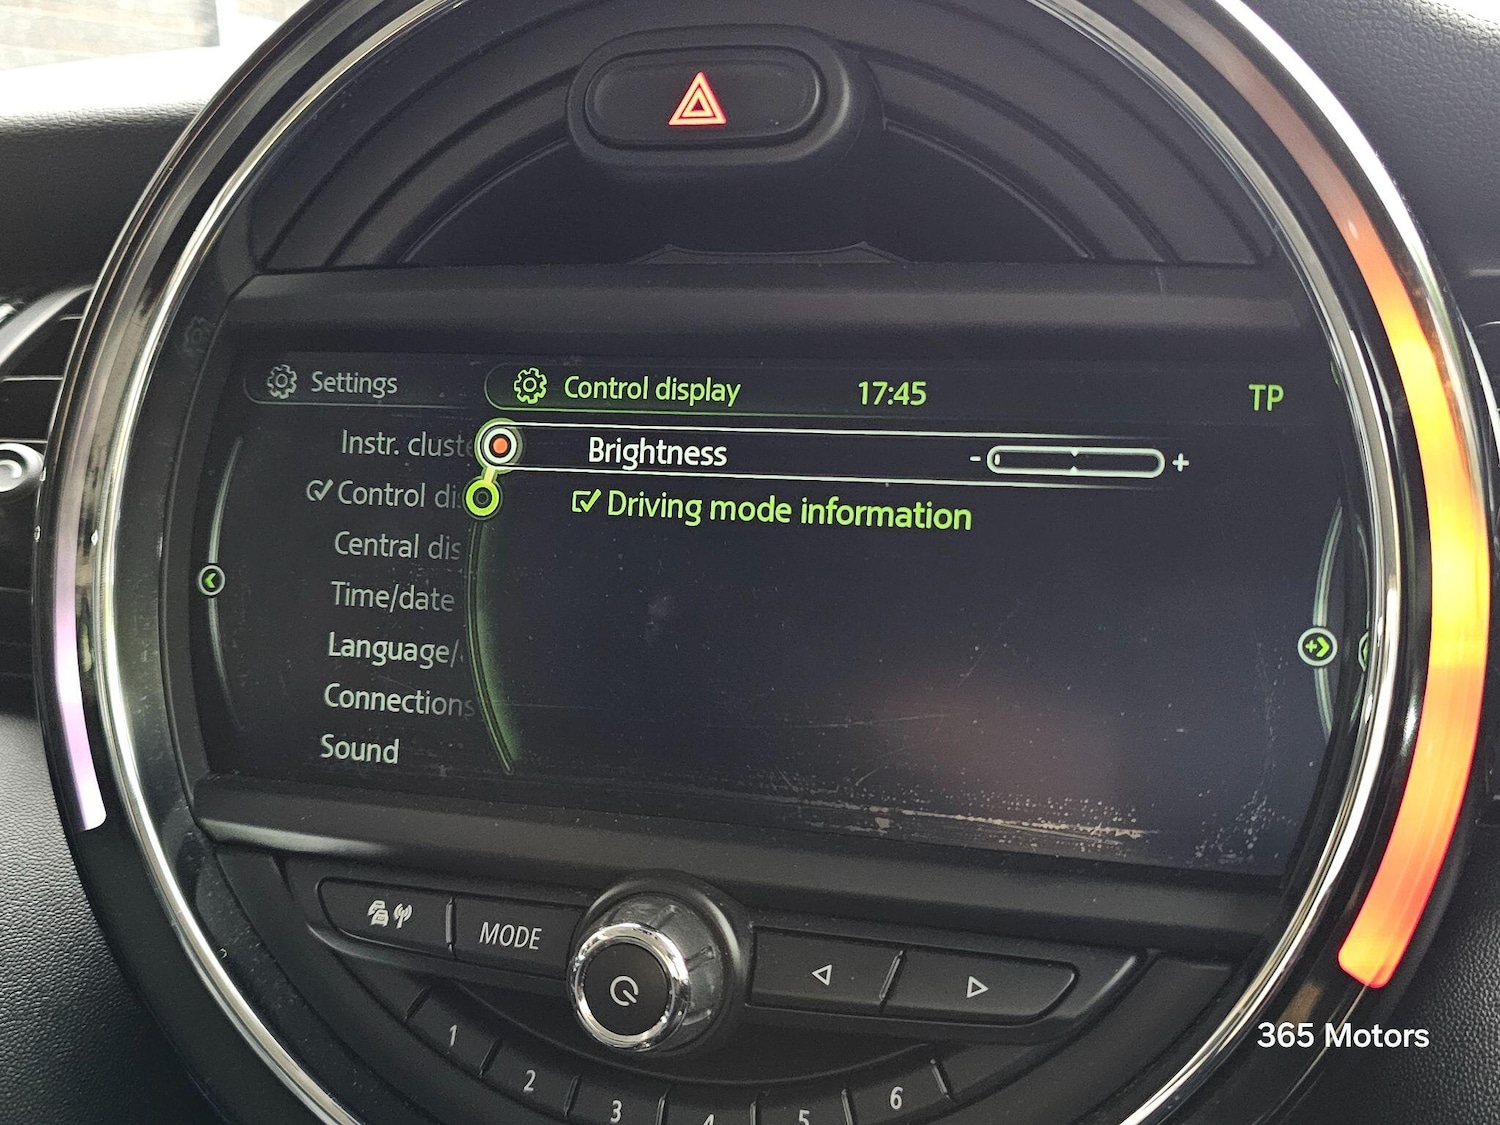 Settings
Control display
17:45
TP
Instr. cluste
Brightness
- +
Control di
Driving mode information
Central dis
Time/date
Language/
Connections
Sound
MODE
1
2
3
4
5
6
365 Motors